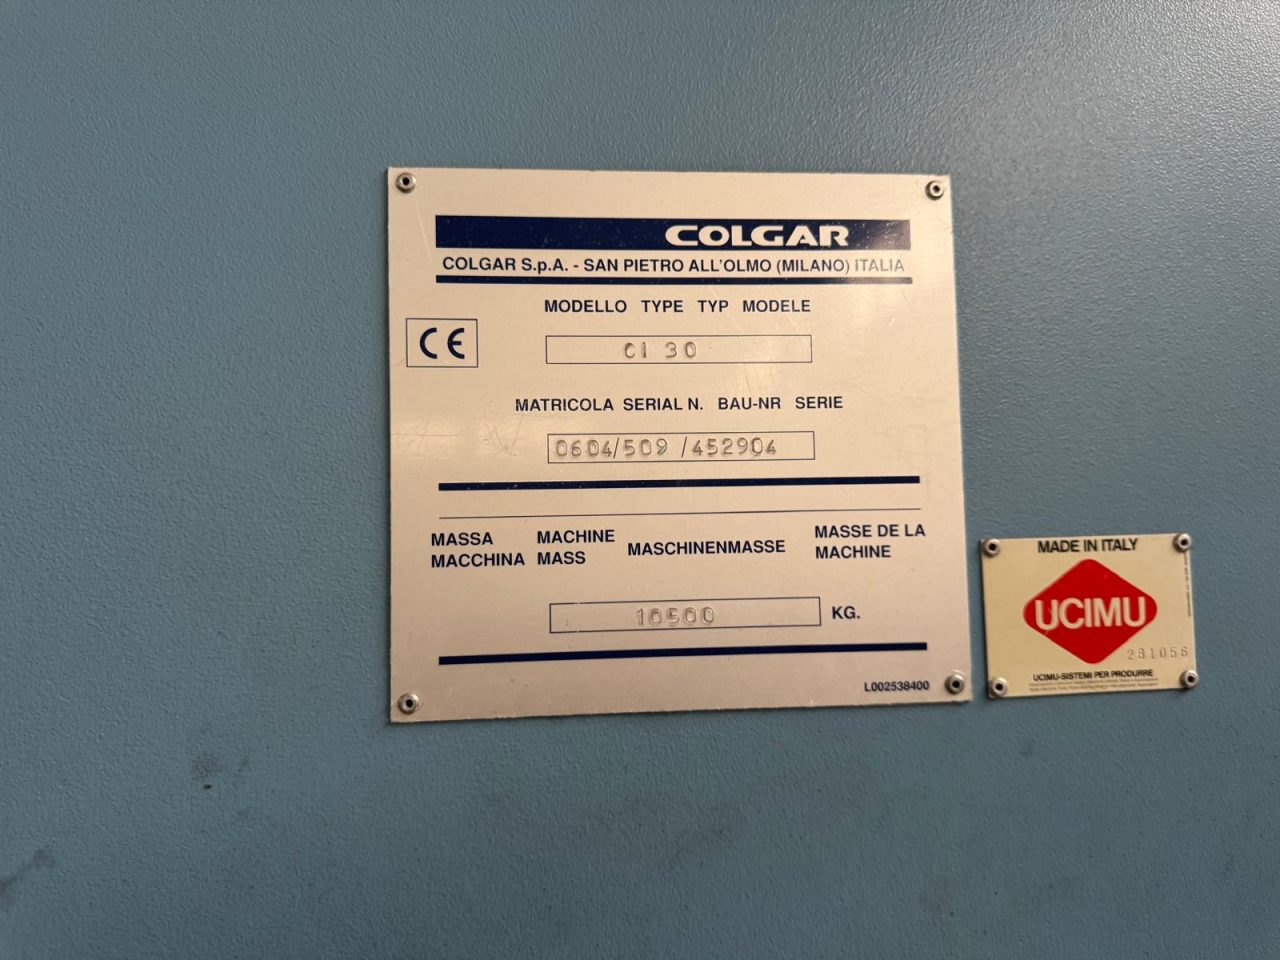 COLGAR
COLGAR S.p.A. - SAN PIETRO ALL'OLMO (MILANO) ITALIA
MODELLO TYPE TYP MODELE
CE
CI 30
MATRICOLA SERIAL N. BAU-NR SERIE
0604/509 /452904
MASSA MACCHINA
MACHINE MASS
MASCHINENMASSE
MASSE DE LA MACHINE
10500 KG.
L002538400
MADE IN ITALY
UCIMU
281056
UCIMU-SISTEMI PER PRODURRE